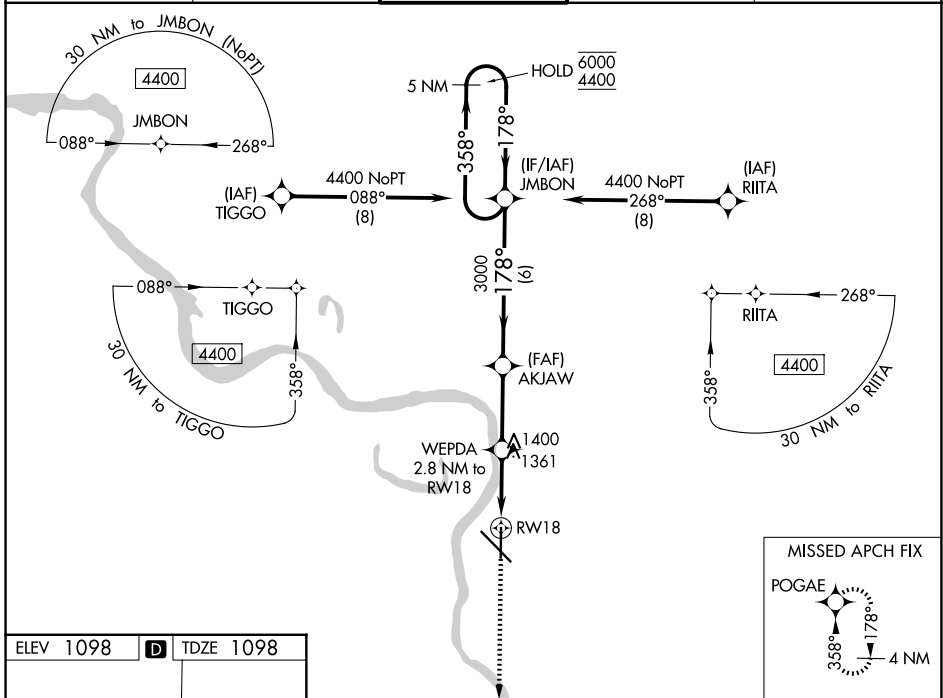 30 NM to JMBON (NoPT)
4400
JMBON
088°
268°
5 NM
HOLD
6000
4400
358°
178°
(IF/IAF)
JMBON
(IAF)
TIGGO
4400 NoPT
088°
(8)
4400 NoPT
268°
(8)
(IAF)
RIITA
3000
178°
(6)
088°
TIGGO
4400
358°
30 NM to TIGGO
268°
RIITA
4400
358°
30 NM to RIITA
(FAF)
AKJAW
WEPDA
2.8 NM to
RW18
1400
1361
RW18
MISSED APCH FIX
POGAE
358°
178°
4 NM
ELEV 1098 D TDZE 1098